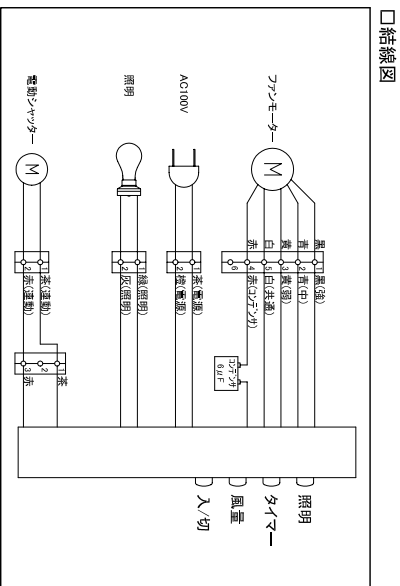 □結線図
ファンモーター
M
黒 1 黒(強)
青 2 青(中)
黄 3 黄(弱)
白 5 白(共通)
赤 4 赤(コンデンサ)
6
コンデンサ
6μF
AC100V
1 茶(電源)
2 橙(電源)
照明
1 緑(照明)
2 灰(照明)
電動シャッター
M
1 茶(連動)
2 赤(連動)
1 茶
2
3 赤
照明
タイマー
風量
入/切